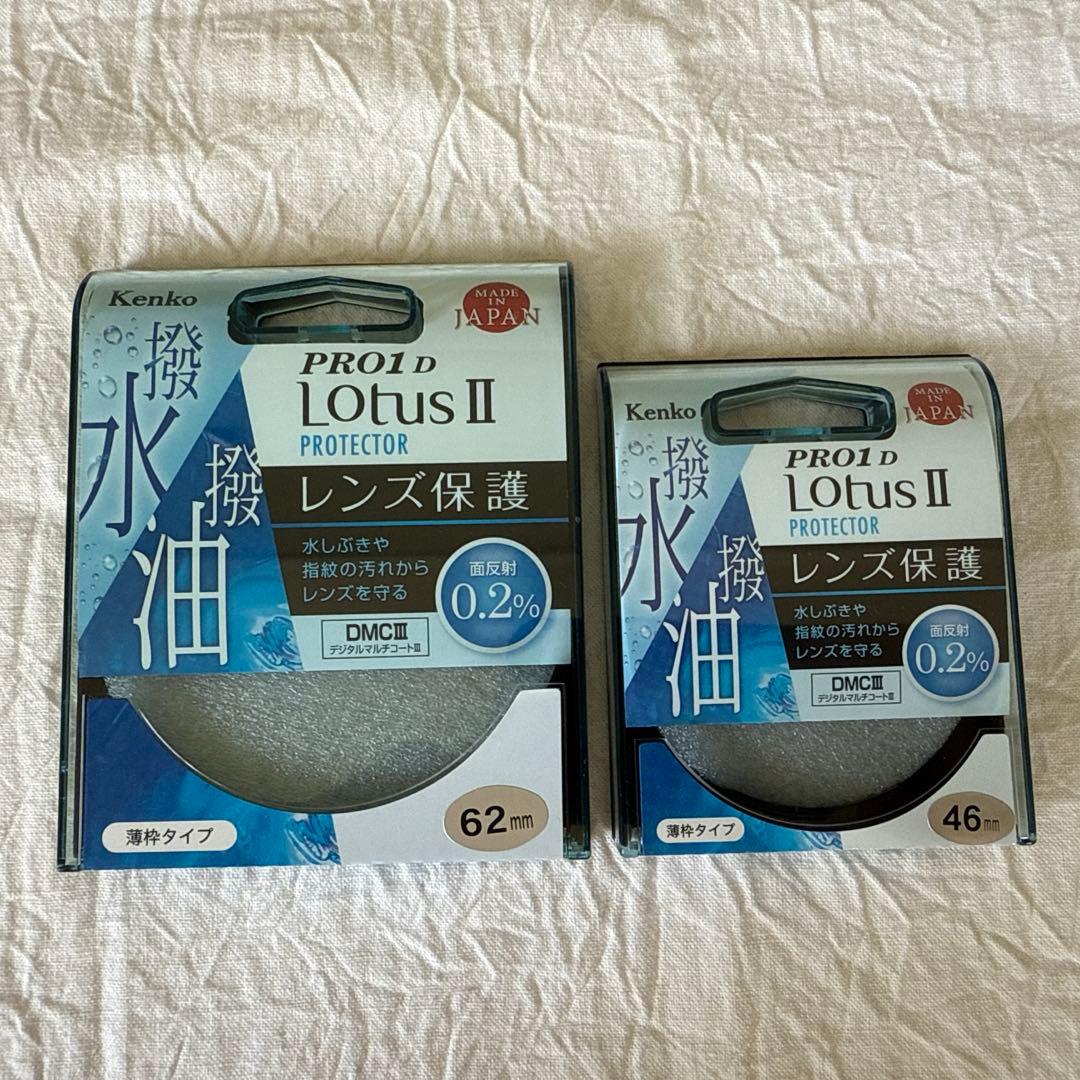 Kenko
MADE
IN
JAPAN
撥水
撥油
PRO1 D
Lotus II
PROTECTOR
レンズ保護
水しぶきや
指紋の汚れから
レンズを守る
面反射
0.2%
DMCIII
デジタルマルチコートIII
薄枠タイプ
62mm
Kenko
MADE
IN
JAPAN
撥水
撥油
PRO1 D
Lotus II
PROTECTOR
レンズ保護
水しぶきや
指紋の汚れから
レンズを守る
面反射
0.2%
DMCIII
デジタルマルチコートIII
薄枠タイプ
46mm